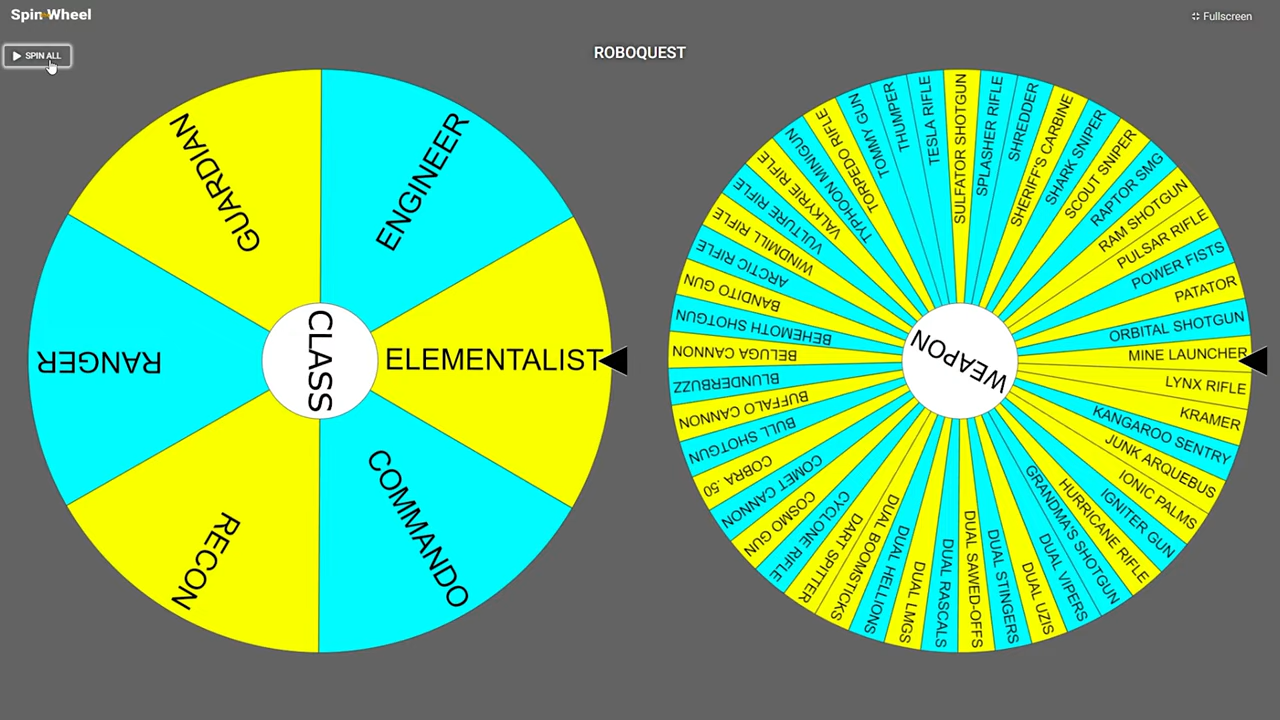 Spin Wheel
Fullscreen
SPIN ALL
ROBOQUEST
CLASS
ENGINEER
ELEMENTALIST
COMMANDO
RECON
RANGER
GUARDIAN
WEAPON
SULFATOR SHOTGUN
SPLASHER RIFLE
SHREDDER
SHERIFF'S CARBINE
SHARK SNIPER
SCOUT SNIPER
RAPTOR SMG
RAM SHOTGUN
PULSAR RIFLE
POWER FISTS
PATATOR
ORBITAL SHOTGUN
MINE LAUNCHER
LYNX RIFLE
KRAMER
KANGAROO SENTRY
JUNK ARQUEBUS
IONIC PALMS
IGNITER GUN
HURRICANE RIFLE
GRANDMA'S SHOTGUN
DUAL VIPERS
DUAL UZIS
DUAL STINGERS
DUAL SAWED-OFFS
DUAL RASCALS
DUAL LMGS
DUAL HELLIONS
DUAL BOOMSTICKS
DART SPITTER
CYCLONE RIFLE
COSMO GUN
COMET CANNON
COBRA .50
BULL SHOTGUN
BUFFALO CANNON
BLUNDERBUZZ
BELUGA CANNON
BEHEMOTH SHOTGUN
BANDITO GUN
ARCTIC RIFLE
WINDMILL RIFLE
VULTURE RIFLE
VALKYRIE RIFLE
TYPHOON MINIGUN
TORPEDO RIFLE
TOMMY GUN
THUMPER
TESLA RIFLE